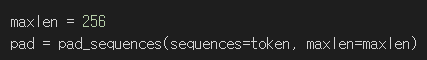 maxlen = 256
pad = pad_sequences(sequences=token, maxlen=maxlen)